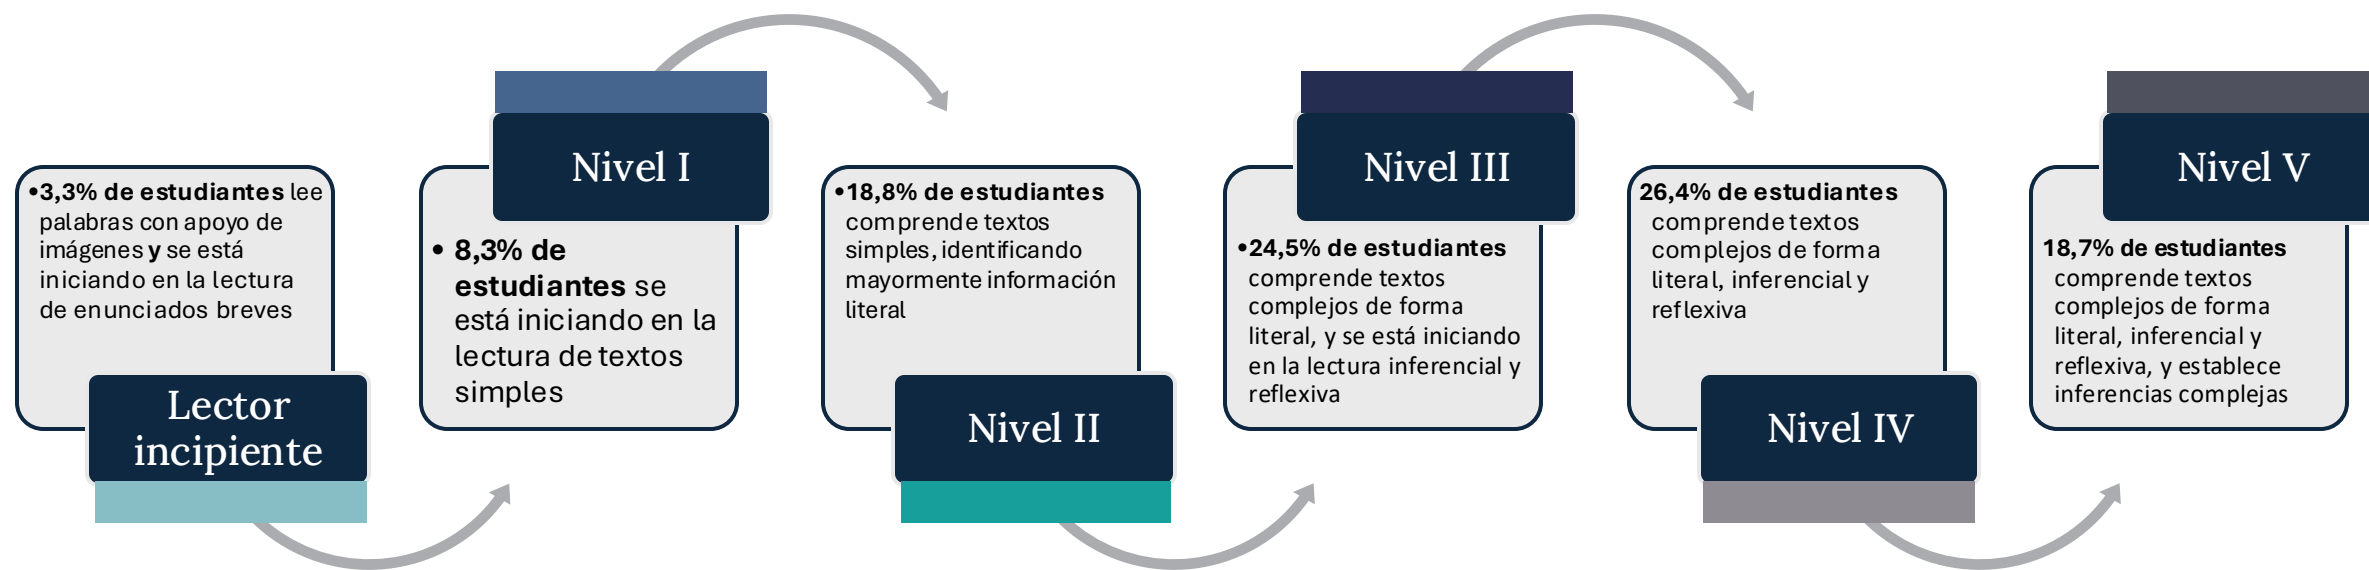 •3,3% de estudiantes lee
palabras con apoyo de
imágenes y se está
iniciando en la lectura
de enunciados breves
Lector
incipiente
Nivel I
• 8,3% de
estudiantes se
está iniciando en la
lectura de textos
simples
•18,8% de estudiantes
comprende textos
simples, identificando
mayormente información
literal
Nivel II
Nivel III
•24,5% de estudiantes
comprende textos
complejos de forma
literal, y se está iniciando
en la lectura inferencial y
reflexiva
26,4% de estudiantes
comprende textos
complejos de forma
literal, inferencial y
reflexiva
Nivel IV
Nivel V
18,7% de estudiantes
comprende textos
complejos de forma
literal, inferencial y
reflexiva, y establece
inferencias complejas